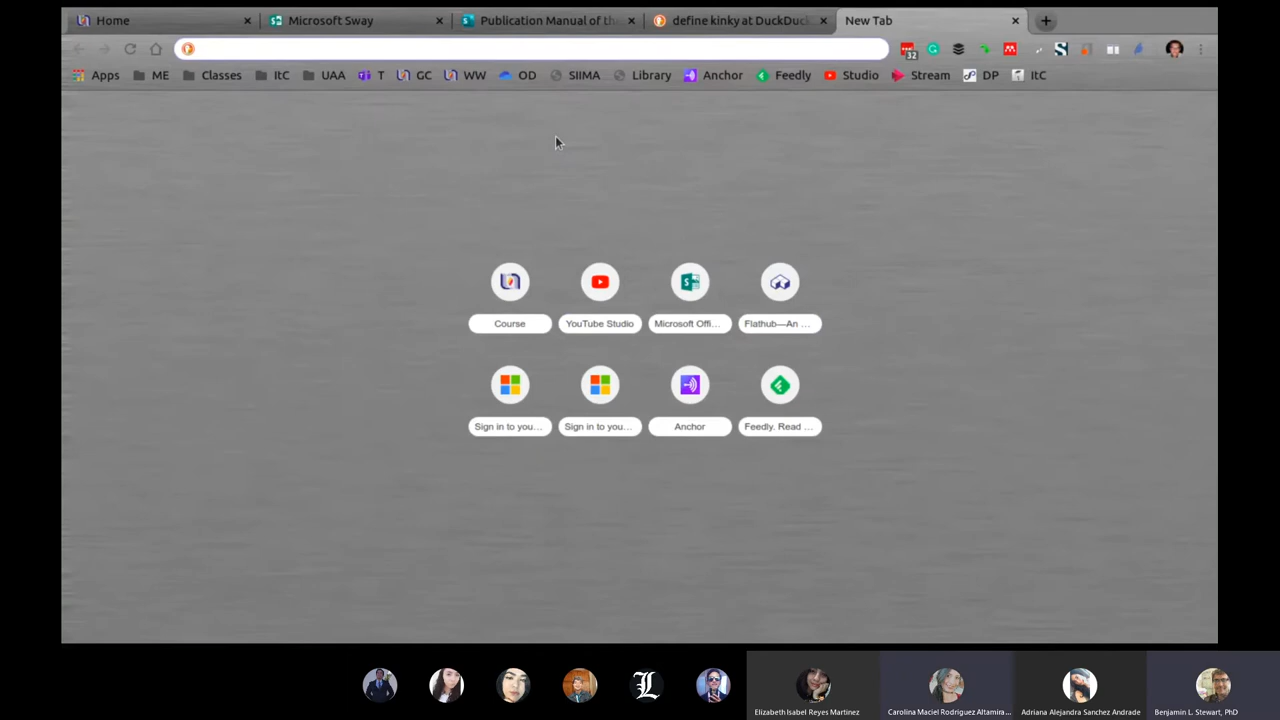 Home
Microsoft Sway
Publication Manual of the
define kinky at DuckDuc
New Tab
32
Apps ME Classes ItC UAA T GC WW OD SIIMA Library Anchor Feedly Studio Stream DP ItC
Course YouTube Studio Microsoft Offi... Flathub—An ...
Sign in to you... Sign in to you... Anchor Feedly. Read ...
L
Elizabeth Isabel Reyes Martinez
Carolina Maciel Rodriguez Altamira...
Adriana Alejandra Sanchez Andrade
Benjamin L. Stewart, PhD